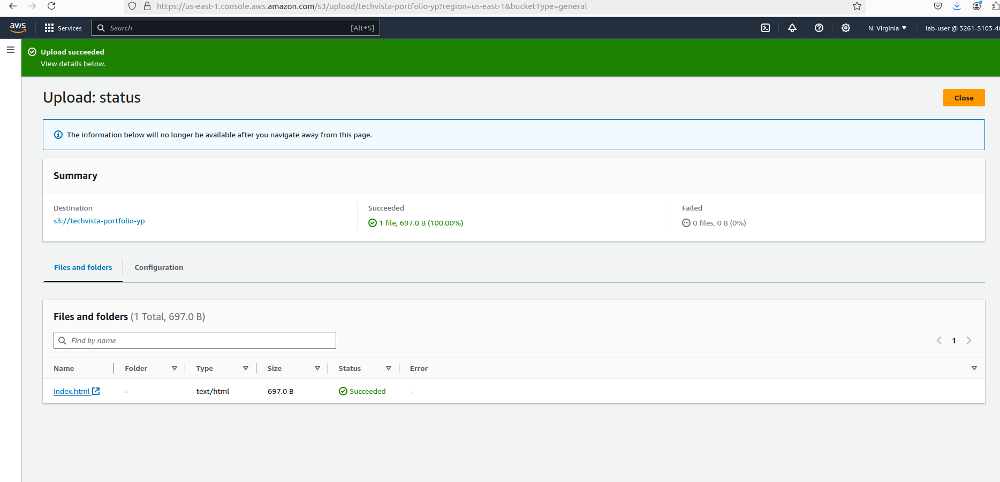 https://us-east-1.console.aws.amazon.com/s3/upload/techvista-portfolio-yp?region=us-east-1&bucketType=general
aws Services Search [Alt+S] N. Virginia lab-user @ 3261-5103-
Upload succeeded
View details below.
Upload: status
Close
The information below will no longer be available after you navigate away from this page.
Summary
Destination Succeeded Failed
s3://techvista-portfolio-yp 1 file, 697.0 B (100.00%) 0 files, 0 B (0%)
Files and folders Configuration
Files and folders (1 Total, 697.0 B)
Find by name
1
Name Folder Type Size Status Error
index.html - text/html 697.0 B Succeeded -